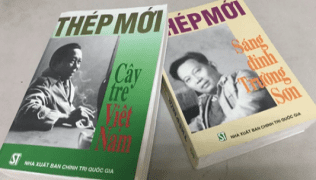 THÉP MỚI
Cây
tre
Việt
Nam
NHÀ XUẤT BẢN CHÍNH TRỊ QUỐC GIA
THÉP MỚI
Sáng
đỉnh
Trường
Sơn
NHÀ XUẤT BẢN CHÍNH TRỊ QUỐC GIA